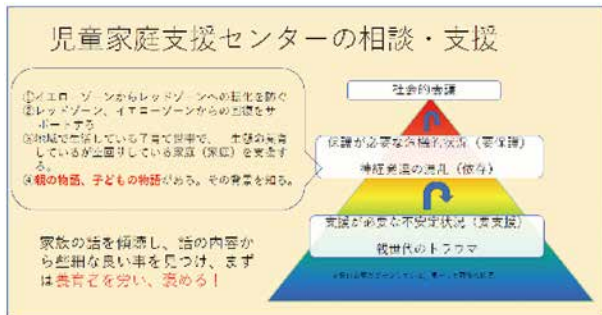 児童家庭支援センターの相談・支援
①イエローゾーンからレッドゾーンへの悪化を防ぐ
②レッドゾーン、イエローゾーンからの回復をサ
ポートする
③地域で生活している子育て世帯で、
しているが空回りしている家庭(家庭)を支援す
る。
④親の物語、子どもの物語がある。その背景を知る。
家族の話を傾聴し、話の内容か
ら些細な良い事を見つけ、まず
は養育者を労い、褒める!
社会的養護
保護が必要な危機的状況(要保護)
神経発達の混乱(依存)
支援が必要な不安定状況(要支援)
親世代のトラウマ